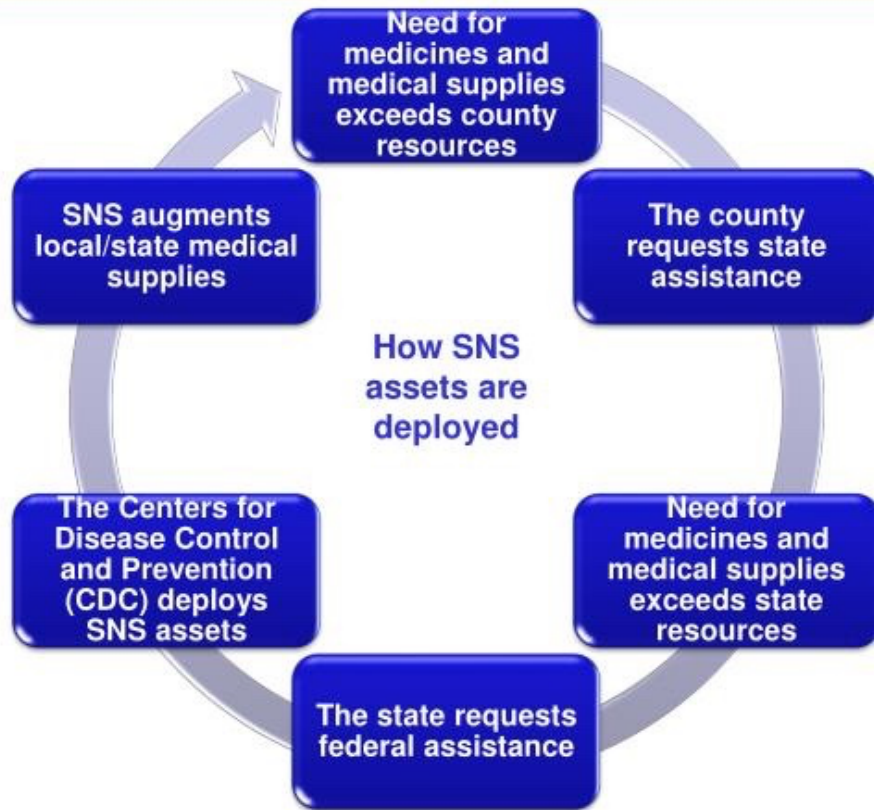 Need for
medicines and
medical supplies
exceeds county
resources
The county
requests state
assistance
Need for
medicines and
medical supplies
exceeds state
resources
The state requests
federal assistance
The Centers for
Disease Control
and Prevention
(CDC) deploys
SNS assets
SNS augments
local/state medical
supplies
How SNS
assets are
deployed